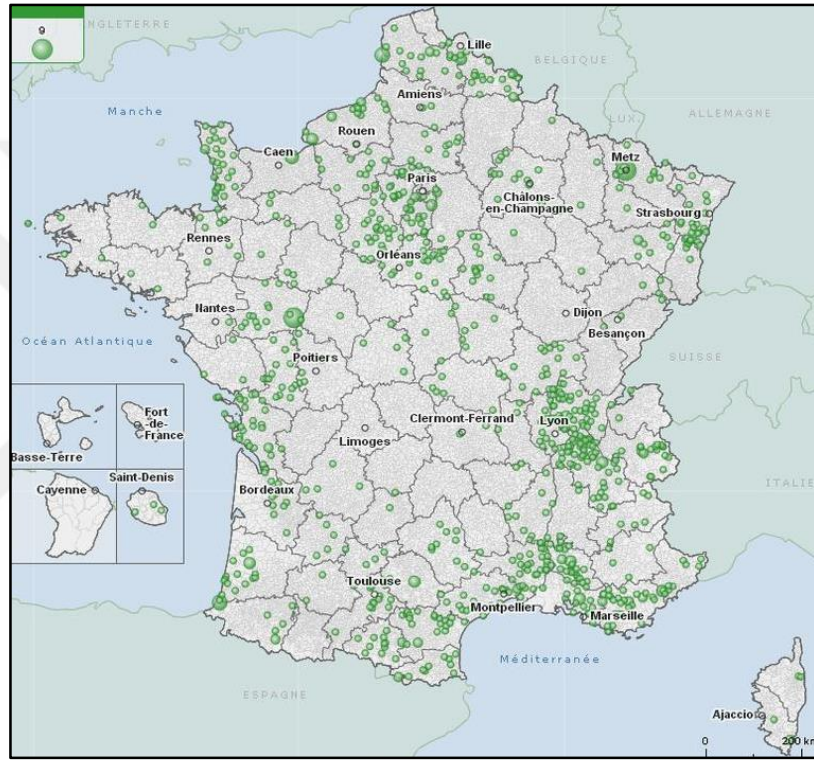 9
ANGLETERRE
Lille
BELGIQUE
Amiens
Manche
LUX.
ALLEMAGNE
Rouen
Caen
Metz
Paris
Châlons-
en-Champagne
Strasbourg
Rennes
Orléans
Nantes
Dijon
Besançon
Océan Atlantique
SUISSE
Poitiers
Fort
-de-
France
Clermont-Ferrand
Lyon
Limoges
Basse-Terre
Saint-Denis
Cayenne
ITALIE
Bordeaux
Toulouse
Montpellier
Marseille
Méditerranée
ESPAGNE
Ajaccio
0
200 km